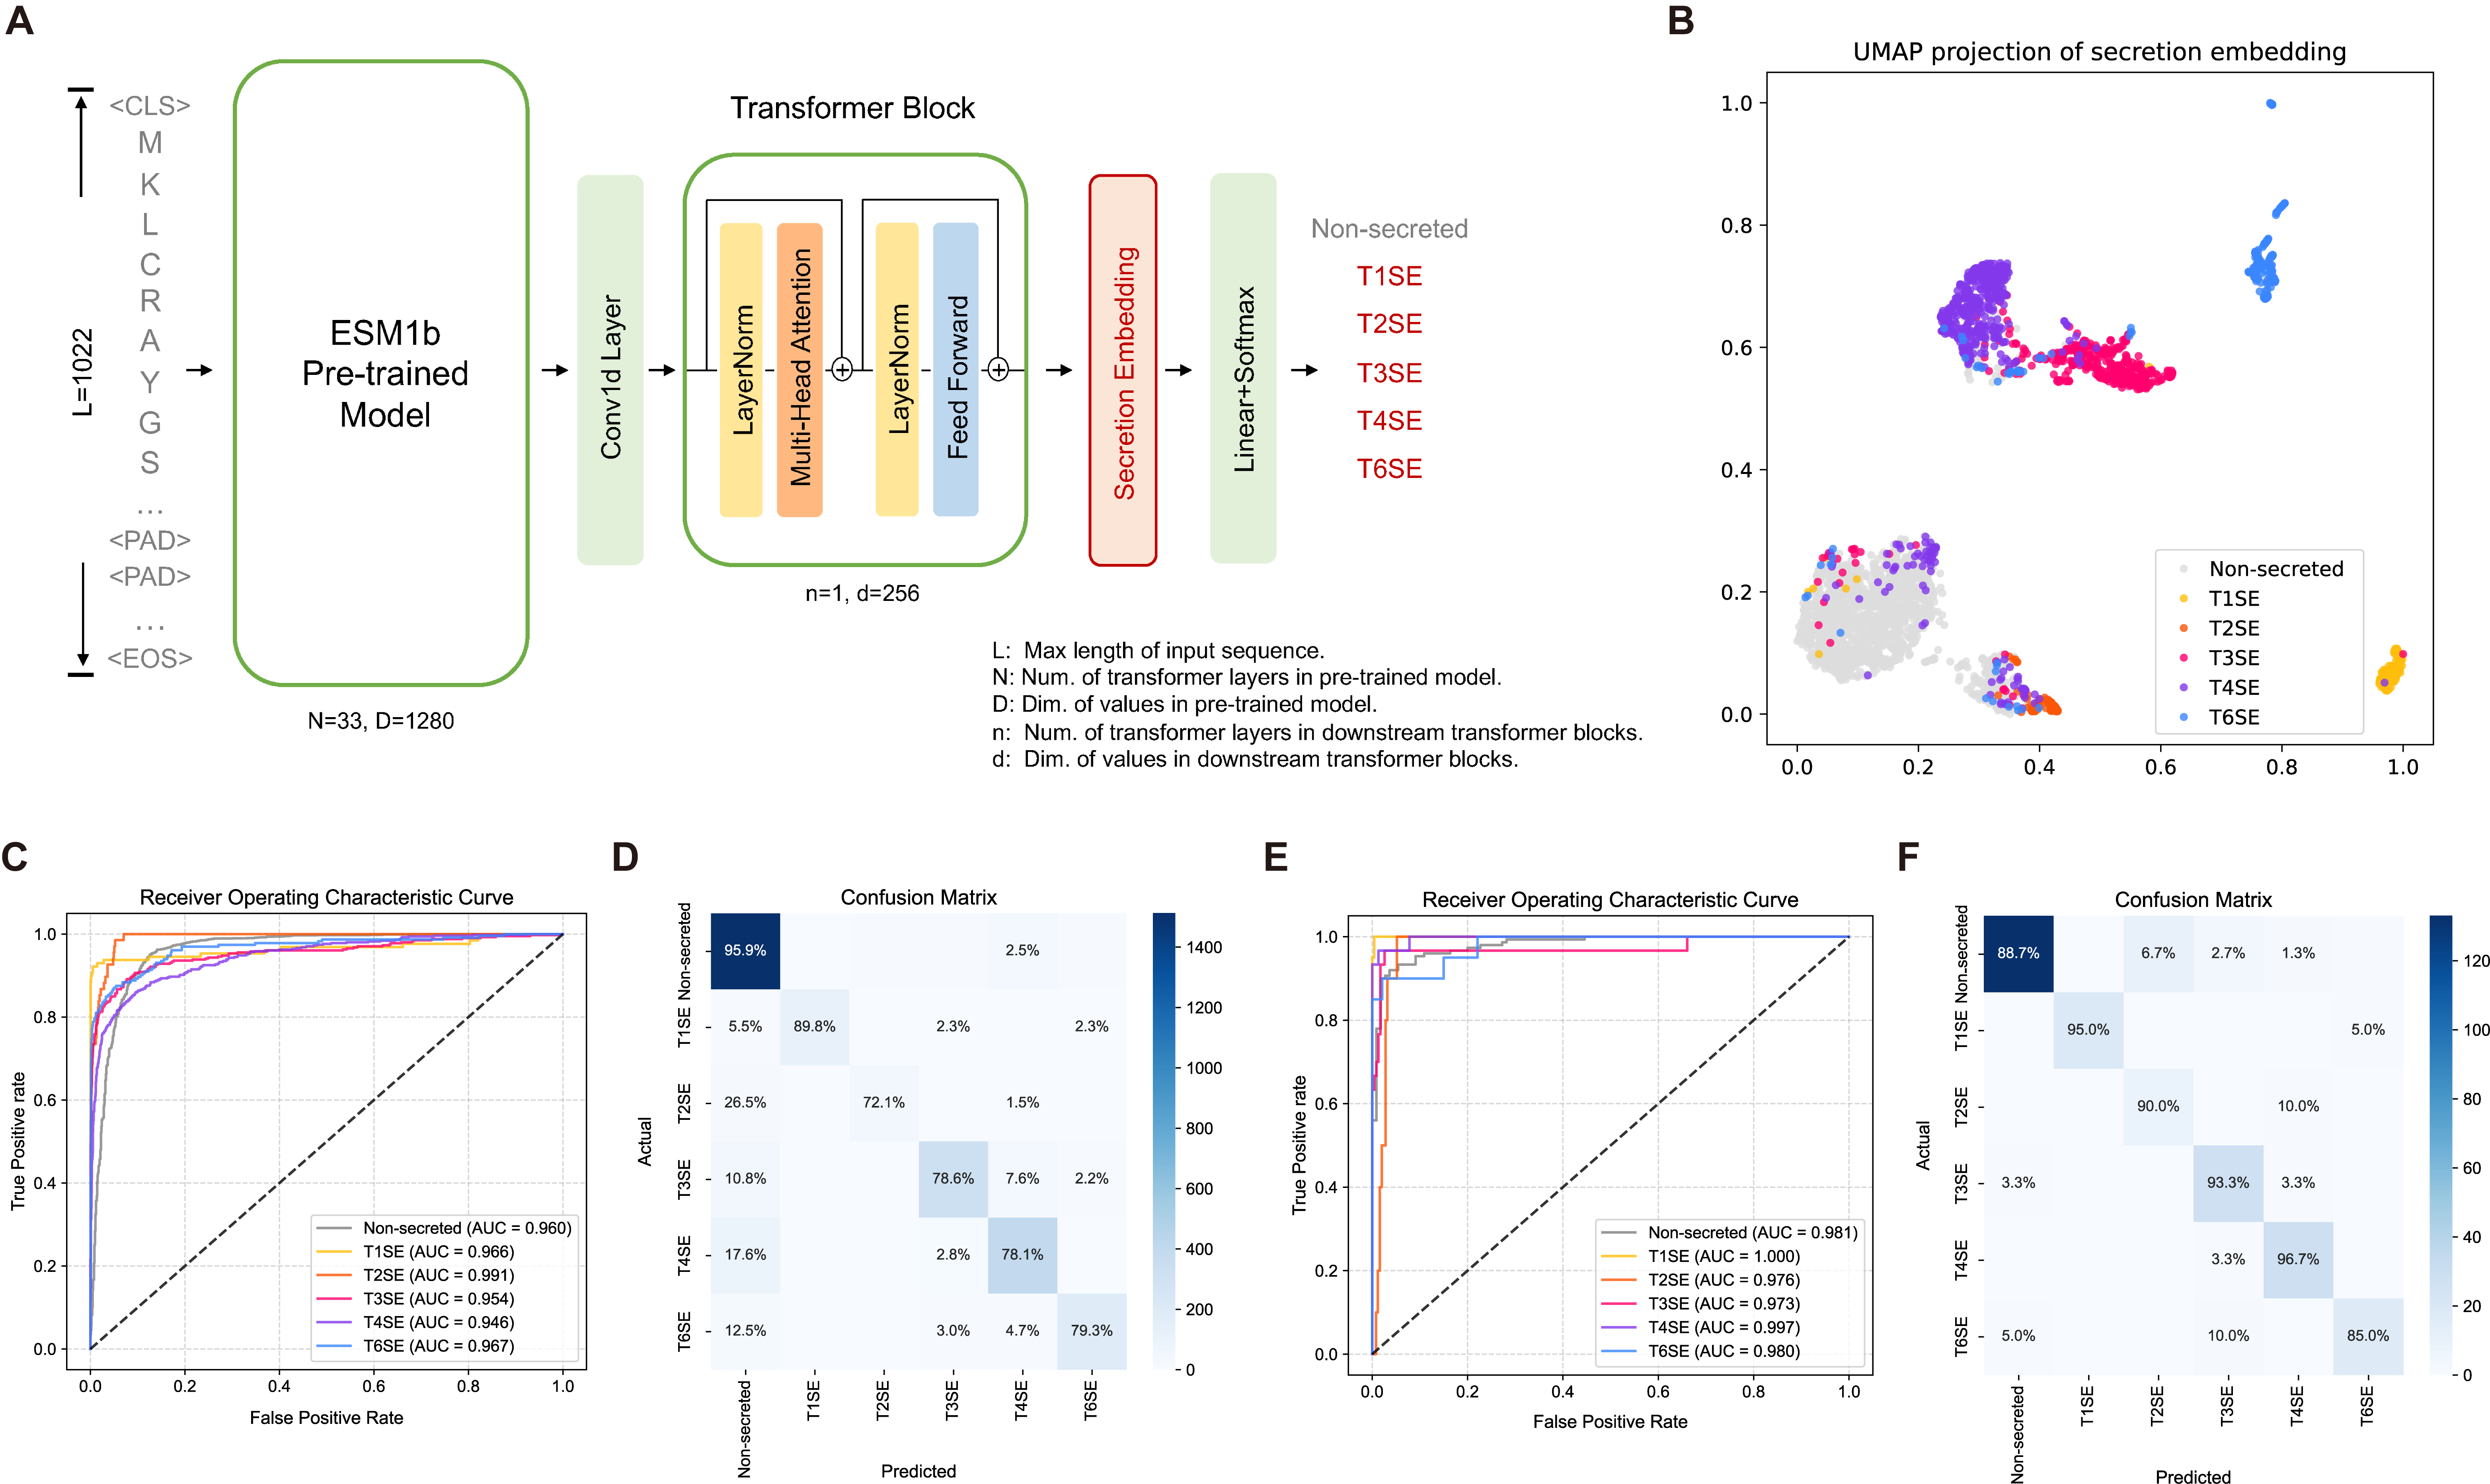 A
<CLS>
M
K
L
C
R
A
Y
G
S
...
<PAD>
<PAD>
...
<EOS>
L=1022
ESM1b
Pre-trained
Model
N=33, D=1280
Conv1d Layer
Transformer Block
LayerNorm
Multi-Head Attention
+
LayerNorm
Feed Forward
+
n=1, d=256
Secretion Embedding
Linear+Softmax
Non-secreted
T1SE
T2SE
T3SE
T4SE
T6SE
L: Max length of input sequence.
N: Num. of transformer layers in pre-trained model.
D: Dim. of values in pre-trained model.
n: Num. of transformer layers in downstream transformer blocks.
d: Dim. of values in downstream transformer blocks.
B
UMAP projection of secretion embedding
1.0
0.8
0.6
0.4
0.2
0.0
0.0 0.2 0.4 0.6 0.8 1.0
Non-secreted
T1SE
T2SE
T3SE
T4SE
T6SE
C
Receiver Operating Characteristic Curve
True Positive rate
1.0
0.8
0.6
0.4
0.2
0.0
0.0 0.2 0.4 0.6 0.8 1.0
False Positive Rate
Non-secreted (AUC = 0.960)
T1SE (AUC = 0.966)
T2SE (AUC = 0.991)
T3SE (AUC = 0.954)
T4SE (AUC = 0.946)
T6SE (AUC = 0.967)
D
Confusion Matrix
Actual
Non-secreted 95.9% 2.5%
T1SE 5.5% 89.8% 2.3% 2.3%
T2SE 26.5% 72.1% 1.5%
T3SE 10.8% 78.6% 7.6% 2.2%
T4SE 17.6% 2.8% 78.1%
T6SE 12.5% 3.0% 4.7% 79.3%
Non-secreted T1SE T2SE T3SE T4SE T6SE
Predicted
1400
1200
1000
800
600
400
200
0
E
Receiver Operating Characteristic Curve
True Positive rate
1.0
0.8
0.6
0.4
0.2
0.0
0.0 0.2 0.4 0.6 0.8 1.0
False Positive Rate
Non-secreted (AUC = 0.981)
T1SE (AUC = 1.000)
T2SE (AUC = 0.976)
T3SE (AUC = 0.973)
T4SE (AUC = 0.997)
T6SE (AUC = 0.980)
F
Confusion Matrix
Actual
Non-secreted 88.7% 6.7% 2.7% 1.3%
T1SE 95.0% 5.0%
T2SE 90.0% 10.0%
T3SE 3.3% 93.3% 3.3%
T4SE 3.3% 96.7%
T6SE 5.0% 10.0% 85.0%
Non-secreted T1SE T2SE T3SE T4SE T6SE
Predicted
120
100
80
60
40
20
0